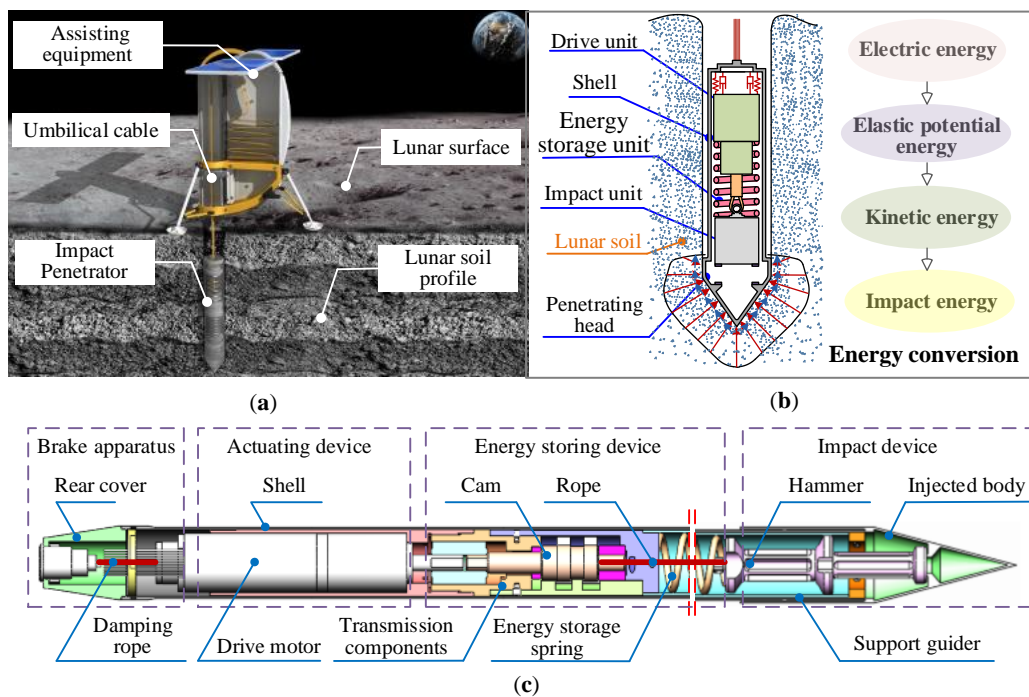 Assisting
equipment
Umbilical cable
Lunar surface
Impact
Penetrator
Lunar soil
profile
(a)
Drive unit
Shell
Energy
storage unit
Impact unit
Lunar soil
Penetrating
head
Electric energy
Elastic potential
energy
Kinetic energy
Impact energy
Energy conversion
(b)
Brake apparatus
Actuating device
Energy storing device
Impact device
Rear cover
Shell
Cam
Rope
Hammer
Injected body
Damping
rope
Drive motor
Transmission
components
Energy storage
spring
Support guider
(c)